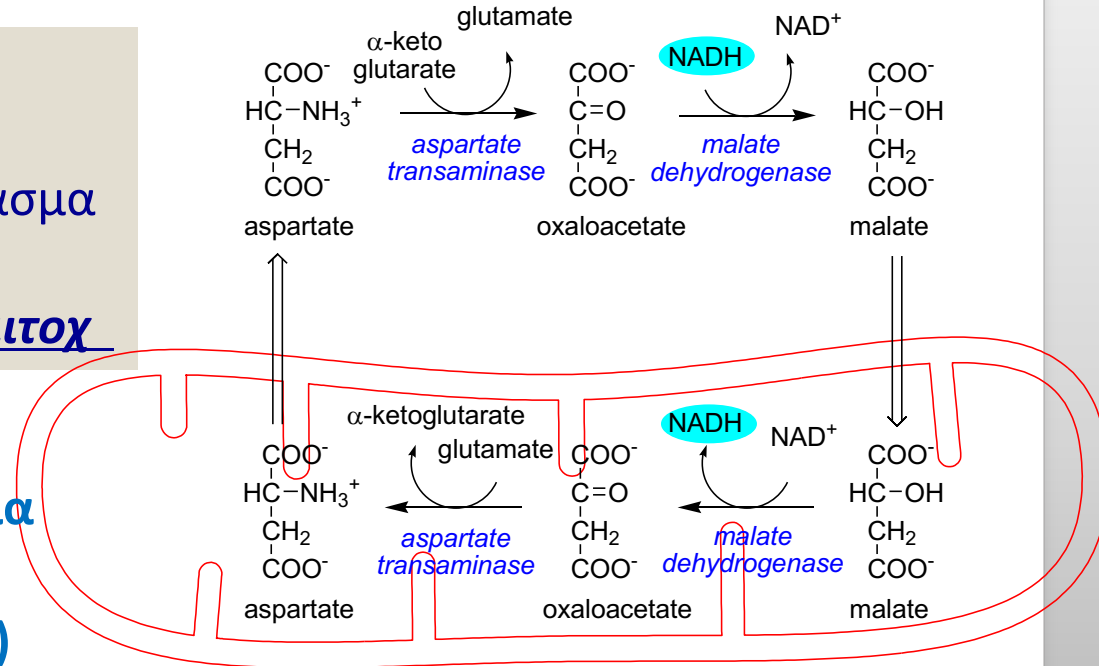 glutamate
NAD⁺
α-keto
glutarate
NADH
COO⁻
HC–NH₃⁺
CH₂
COO⁻
aspartate
aspartate
transaminase
COO⁻
C=O
CH₂
COO⁻
oxaloacetate
malate
dehydrogenase
COO⁻
HC–OH
CH₂
COO⁻
malate
α-ketoglutarate
glutamate
NADH
NAD⁺
COO⁻
HC–NH₃⁺
CH₂
COO⁻
aspartate
aspartate
transaminase
COO⁻
C=O
CH₂
COO⁻
oxaloacetate
malate
dehydrogenase
COO⁻
HC–OH
CH₂
COO⁻
malate